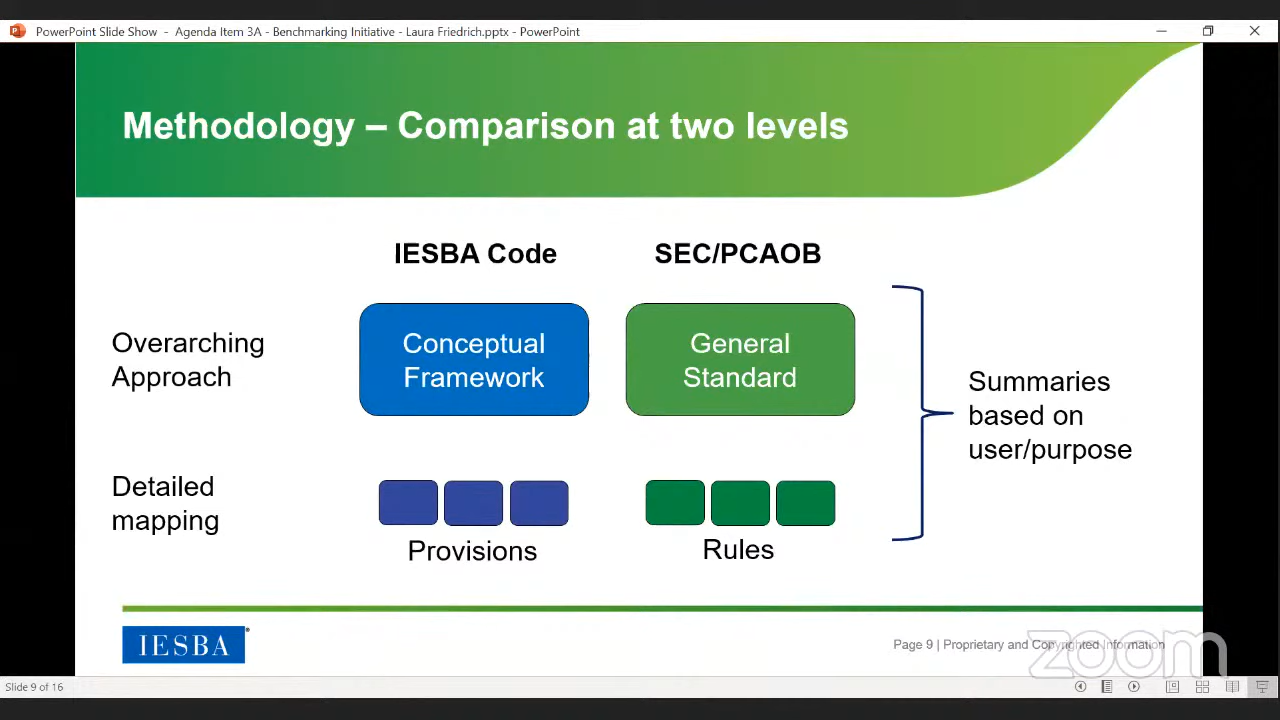 PowerPoint Slide Show - Agenda Item 3A - Benchmarking Initiative - Laura Friedrich.pptx - PowerPoint
Methodology – Comparison at two levels
IESBA Code
SEC/PCAOB
Overarching
Approach
Conceptual
Framework
General
Standard
Summaries
based on
user/purpose
Detailed
mapping
Provisions
Rules
IESBA
Page 9 | Proprietary and Copyrighted Information
zoom
Slide 9 of 16